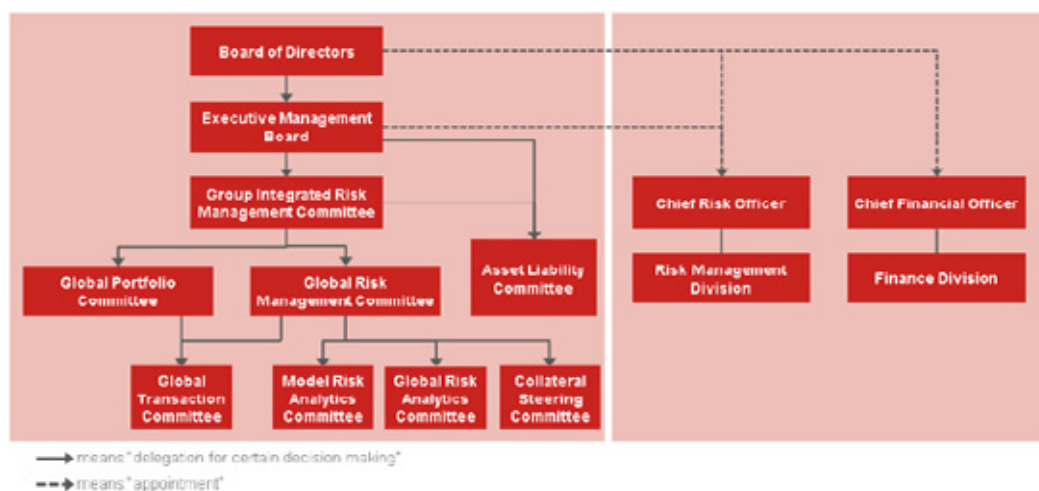 Board of Directors
Executive Management
Board
Group Integrated Risk
Management Committee
Chief Risk Officer
Chief Financial Officer
Global Portfolio
Committee
Global Risk
Management Committee
Asset Liability
Committee
Risk Management
Division
Finance Division
Global
Transaction
Committee
Model Risk
Analytics
Committee
Global Risk
Analytics
Committee
Collateral
Steering
Committee
means "delegation for certain decision making"
means "appointment"